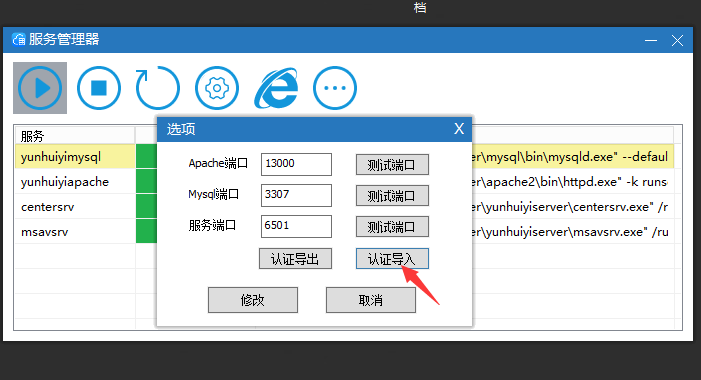 档
服务管理器
服务
选项
X
yunhuiyimysql
er\mysql\bin\mysqld.exe" --defaul
Apache端口
13000
测试端口
yunhuiyiapache
er\apache2\bin\httpd.exe" -k runse
Mysql端口
3307
测试端口
centersrv
er\yunhuiyiserver\centersrv.exe" /r
服务端口
6501
测试端口
msavsrv
er\yunhuiyiserver\msavsrv.exe" /ru
认证导出
认证导入
修改
取消